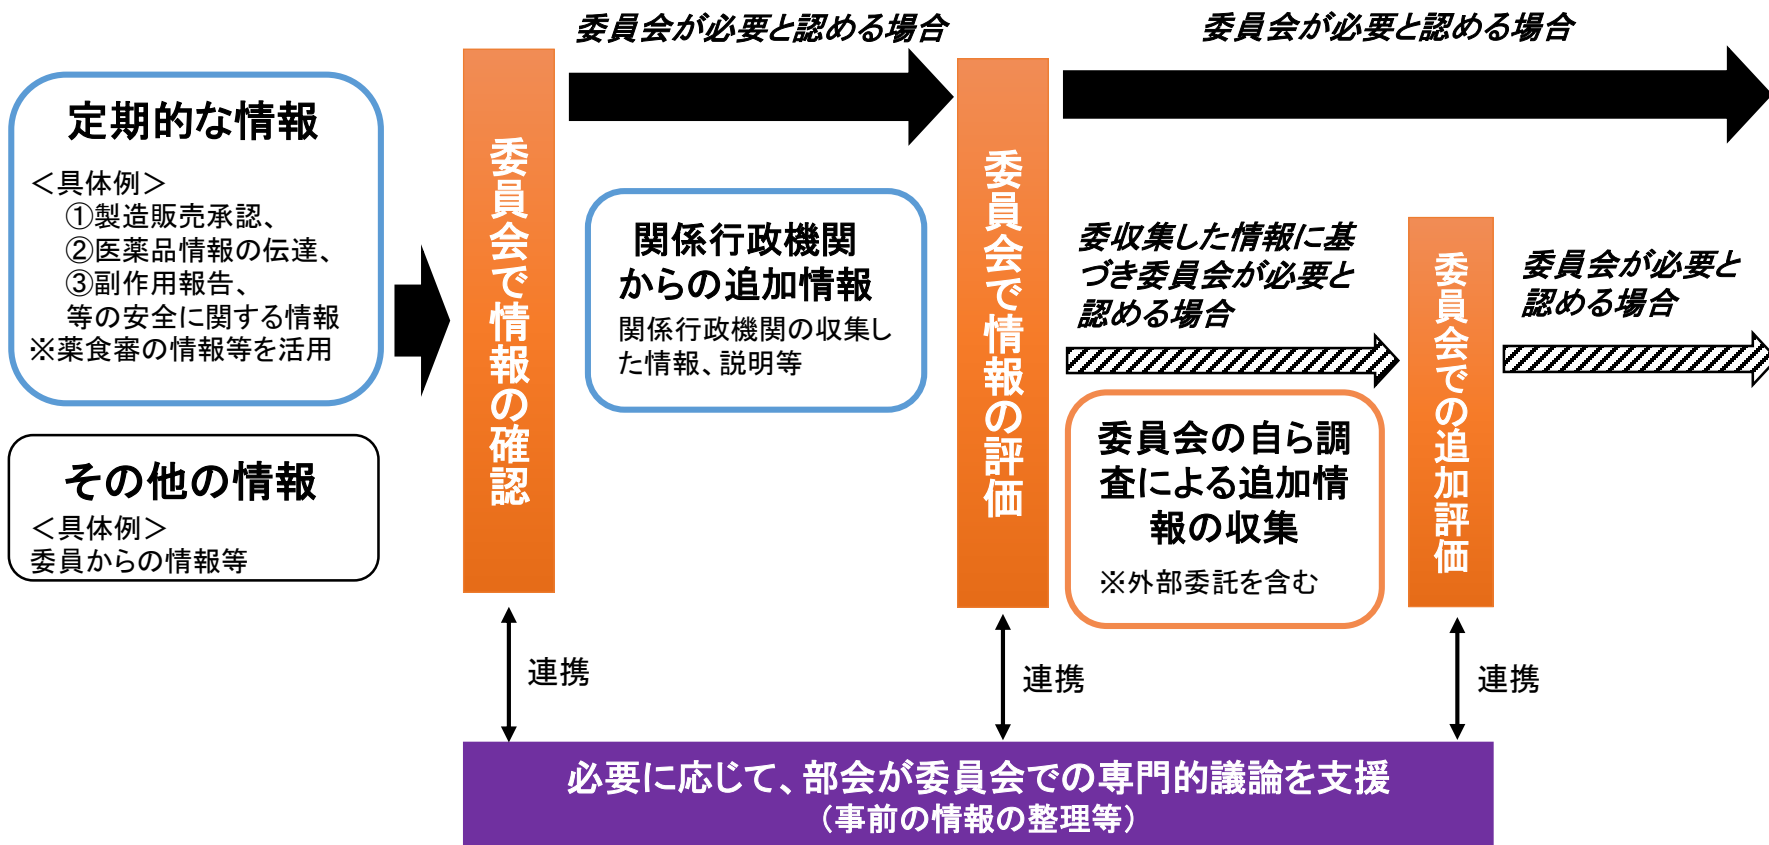 定期的な情報
＜具体例＞
①製造販売承認、
②医薬品情報の伝達、
③副作用報告、
等の安全に関する情報
※薬食審の情報等を活用
その他の情報
＜具体例＞
委員からの情報等
委員会で情報の確認
委員会が必要と認める場合
関係行政機関
からの追加情報
関係行政機関の収集し
た情報、説明等
委員会で情報の評価
委員会が必要と認める場合
委収集した情報に基
づき委員会が必要と
認める場合
委員会の自ら調
査による追加情
報の収集
※外部委託を含む
委員会での追加評価
委員会が必要と
認める場合
連携
連携
連携
必要に応じて、部会が委員会での専門的議論を支援
（事前の情報の整理等）